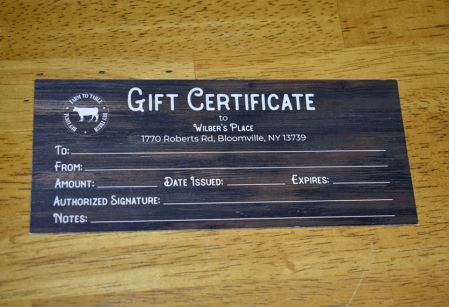 FARM TO TABLE
Gift Certificate
to
Wilber's Place
1770 Roberts Rd, Bloomville, NY 13739
To:
From:
Amount: Date Issued: Expires:
Authorized Signature:
Notes: